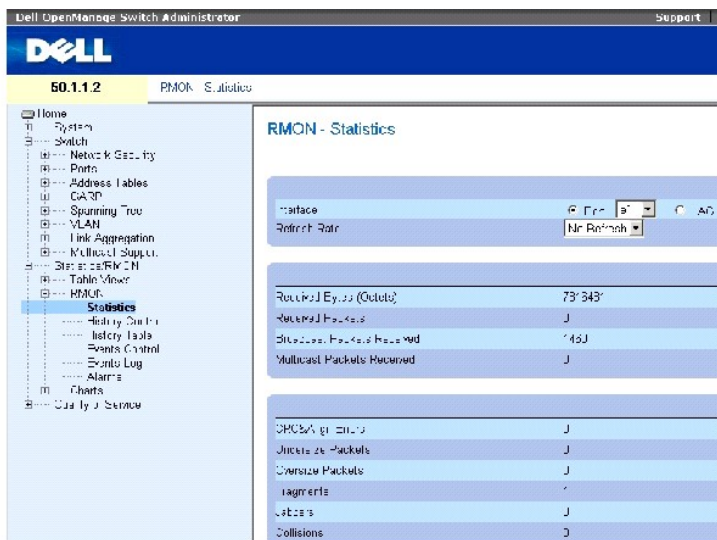 Dell OpenManage Switch Administrator
Support
DELL
50.1.1.2
RMON Statistics
Home
System
Switch
Network Security
Ports
Address Tables
GARP
Spanning Tree
VLAN
Link Aggregation
Multicast Support
Statistics/RMON
Table Views
RMON
Statistics
History Control
History Table
Events Control
Events Log
Alarms
Charts
Quality of Service
RMON - Statistics
Interface
Port
Refresh Rate
No Refresh
Received Bytes (Octets)
Received Packets
Broadcast Packets Received
Multicast Packets Received
CRC&Align Errors
Undersize Packets
Oversize Packets
Fragments
Jabbers
Collisions